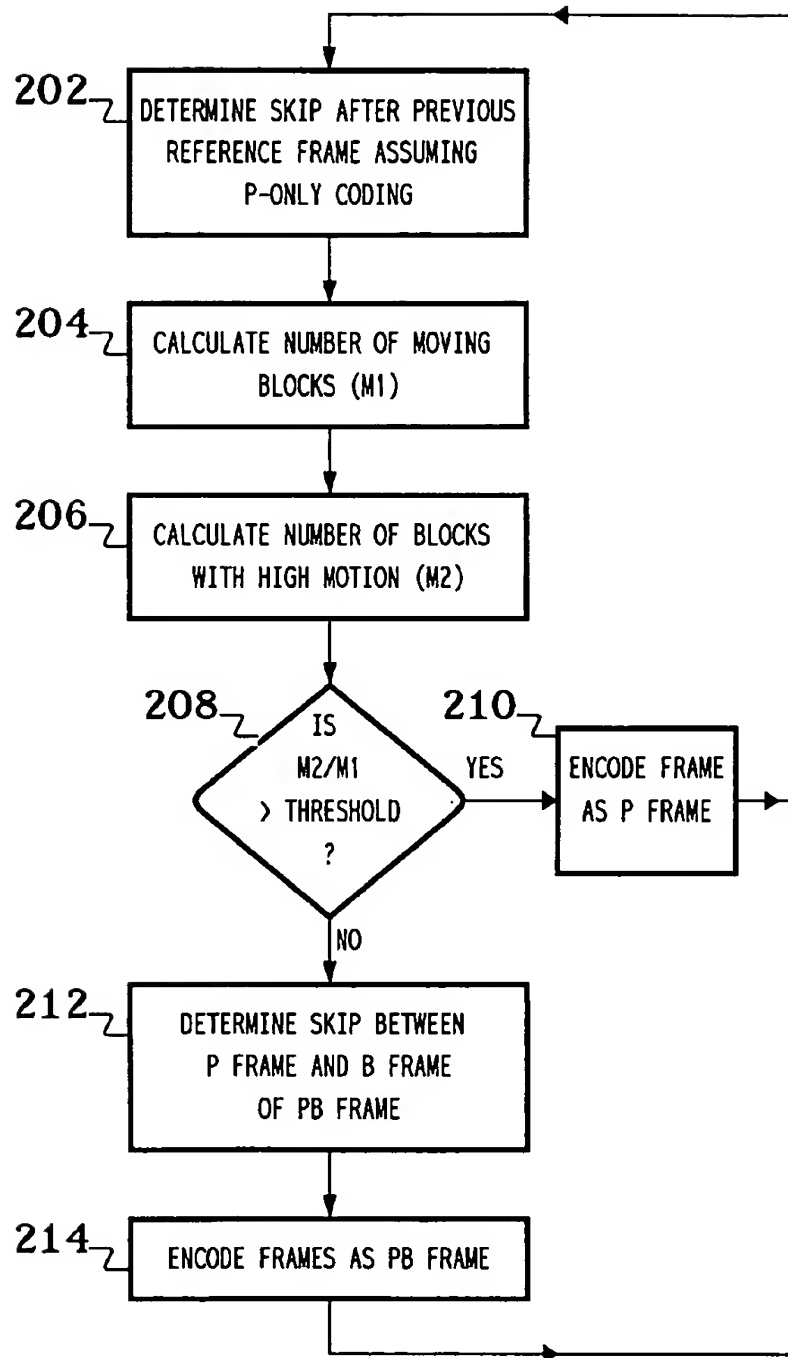 202
DETERMINE SKIP AFTER PREVIOUS
REFERENCE FRAME ASSUMING
P-ONLY CODING
204
CALCULATE NUMBER OF MOVING
BLOCKS (M1)
206
CALCULATE NUMBER OF BLOCKS
WITH HIGH MOTION (M2)
208
IS
M2/M1
> THRESHOLD
?
YES
210
ENCODE FRAME
AS P FRAME
NO
212
DETERMINE SKIP BETWEEN
P FRAME AND B FRAME
OF PB FRAME
214
ENCODE FRAMES AS PB FRAME